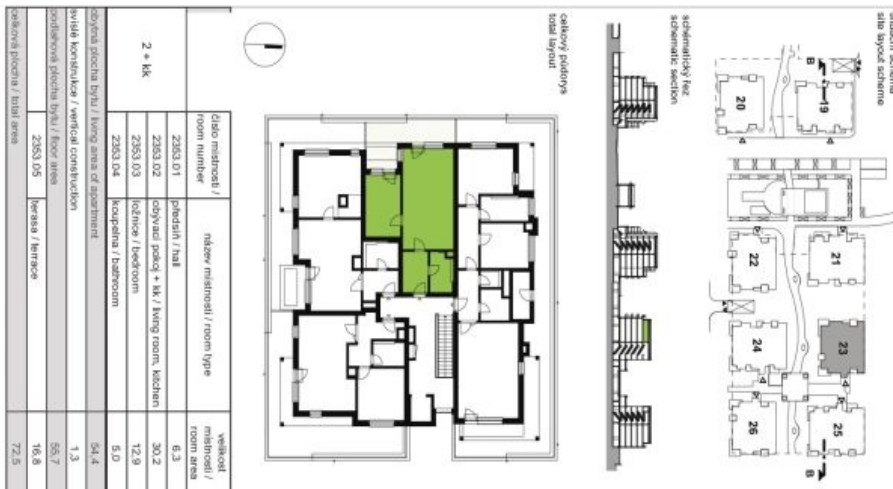 situační schéma
site layout scheme
B
19
20
21
22
23
24
25
26
B
schématický řez
schematic section
celkový půdorys
total layout
2 + kk
číslo místnosti /
room number
název místnosti / room type
velikost
místnosti /
room area
2353.01 předsíň / hall 6,3
2353.02 obývací pokoj + kk / living room, kitchen 30,2
2353.03 ložnice / bedroom 12,9
2353.04 koupelna / bathroom 5,0
obytná plocha bytu / living area of apartment 54,4
svislé konstrukce / vertical construction 1,3
podlahová plocha bytu / floor area 55,7
2353.05 terasa / terrace 16,8
celková plocha / total area 72,5